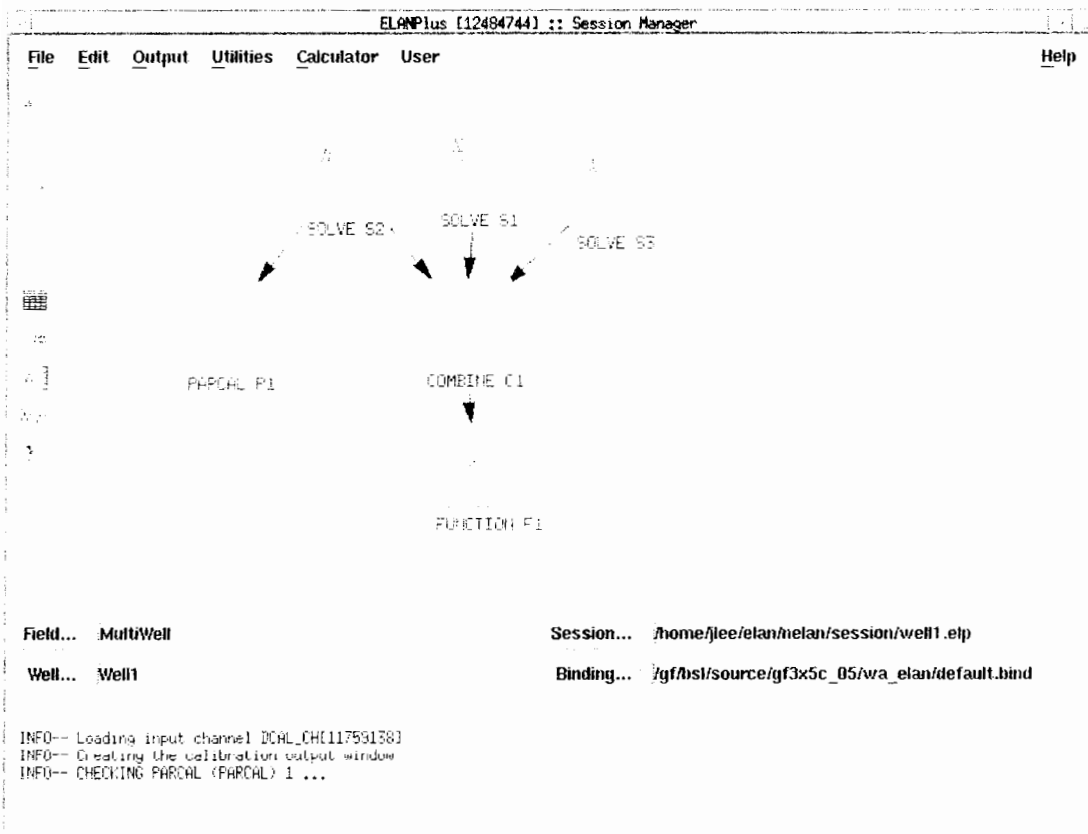 ELANPlus [12484744] :: Session Manager
File Edit Output Utilities Calculator User Help
SOLVE S2 SOLVE S1 SOLVE S3
PARCAL P1 COMBINE C1
FUNCTION F1
Field... MultiWell Session... /home/jlee/elan/nelan/session/well1.elp
Well... Well1 Binding... /gf/bsl/source/gf3x5c_05/wa_elan/default.bind
INFO-- Loading input channel DCAL_CH[11759138]
INFO-- Creating the calibration output window
INFO-- CHECKING PARCAL (PARCAL) 1 ...